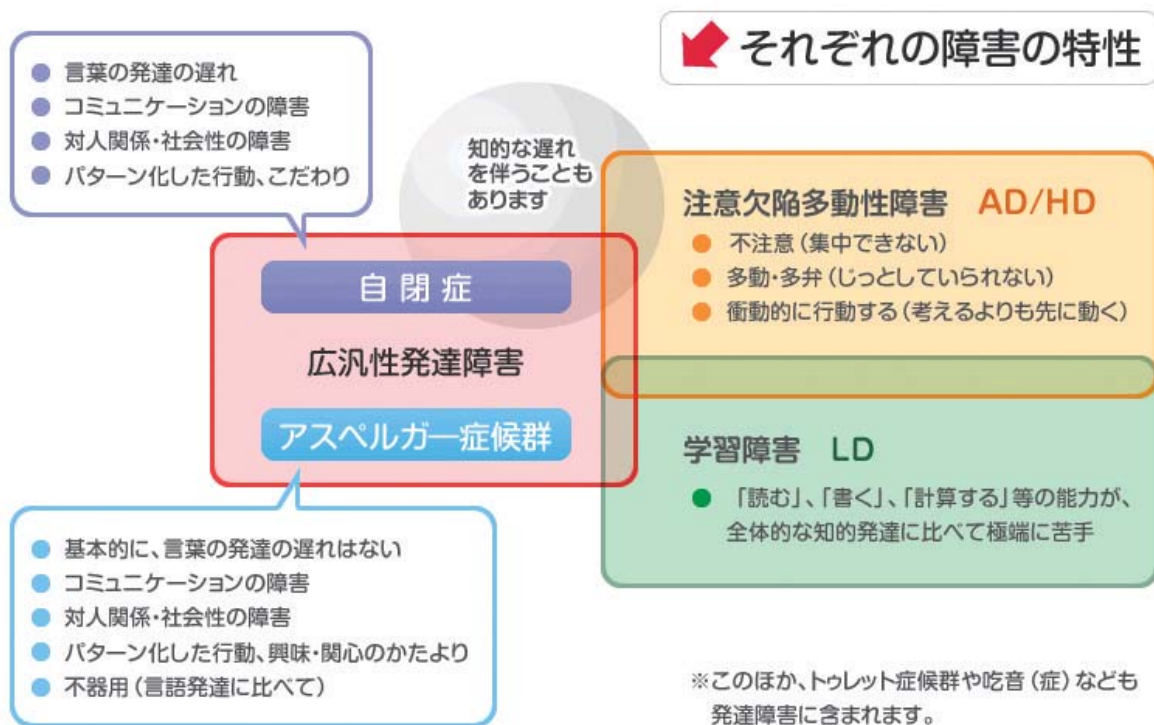 それぞれの障害の特性
● 言葉の発達の遅れ
● コミュニケーションの障害
● 対人関係・社会性の障害
● パターン化した行動、こだわり
知的な遅れ
を伴うことも
あります
自閉症
広汎性発達障害
アスペルガー症候群
● 基本的に、言葉の発達の遅れはない
● コミュニケーションの障害
● 対人関係・社会性の障害
● パターン化した行動、興味・関心のかたより
● 不器用（言語発達に比べて）
注意欠陥多動性障害 AD/HD
● 不注意（集中できない）
● 多動・多弁（じっとしていられない）
● 衝動的に行動する（考えるよりも先に動く）
学習障害 LD
● 「読む」、「書く」、「計算する」等の能力が、
全体的な知的発達に比べて極端に苦手
※このほか、トゥレット症候群や吃音（症）なども
発達障害に含まれます。